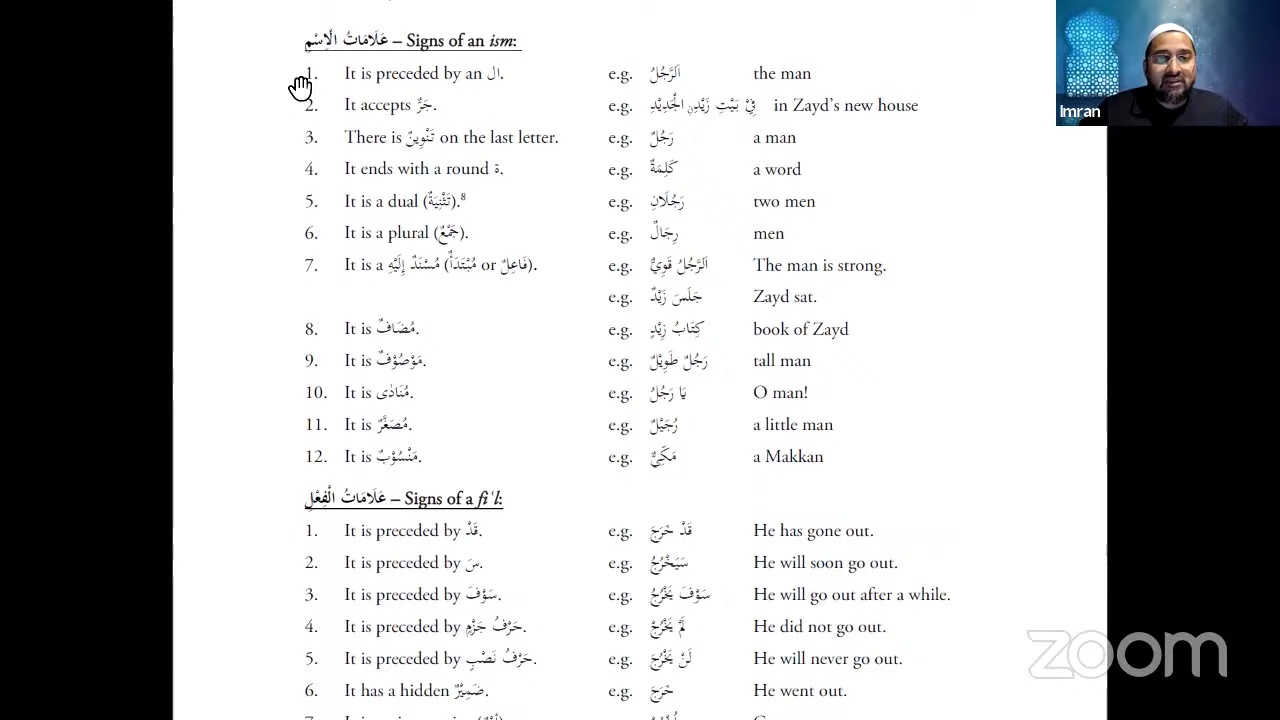 عَلَامَاتُ الْاِسْمِ – Signs of an ism:
1. It is preceded by an ال. e.g. اَلرَّجُلُ the man
2. It accepts جَرٌّ. e.g. فِيْ بَيْتِ زَيْدِنِ الْجَدِيْدِ in Zayd's new house
3. There is تَنْوِيْنٌ on the last letter. e.g. رَجُلٌ a man
4. It ends with a round ة. e.g. كَلِمَةٌ a word
5. It is a dual (تَثْنِيَةٌ).8 e.g. رَجُلَانِ two men
6. It is a plural (جَمْعٌ). e.g. رِجَالٌ men
7. It is a مُسْنَدٌ إِلَيْهِ (مُبْتَدَأٌ or فَاعِلٌ). e.g. اَلرَّجُلُ قَوِيٌّ The man is strong.
e.g. جَلَسَ زَيْدٌ Zayd sat.
8. It is مُضَافٌ. e.g. كِتَابُ زَيْدٍ book of Zayd
9. It is مَوْصُوْفٌ. e.g. رَجُلٌ طَوِيْلٌ tall man
10. It is مُنَادٰى. e.g. يَا رَجُلُ O man!
11. It is مُصَغَّرٌ. e.g. رُجَيْلٌ a little man
12. It is مَنْسُوْبٌ. e.g. مَكِّيٌّ a Makkan
عَلَامَاتُ الْفِعْلِ – Signs of a fiʿl:
1. It is preceded by قَدْ. e.g. قَدْ خَرَجَ He has gone out.
2. It is preceded by سَ. e.g. سَيَخْرُجُ He will soon go out.
3. It is preceded by سَوْفَ. e.g. سَوْفَ يَخْرُجُ He will go out after a while.
4. It is preceded by حَرْفُ جَزْمٍ. e.g. لَمْ يَخْرُجْ He did not go out.
5. It is preceded by حَرْفُ نَصْبٍ. e.g. لَنْ يَخْرُجَ He will never go out.
6. It has a hidden ضَمِيْرٌ. e.g. خَرَجَ He went out.
Imran
zoom